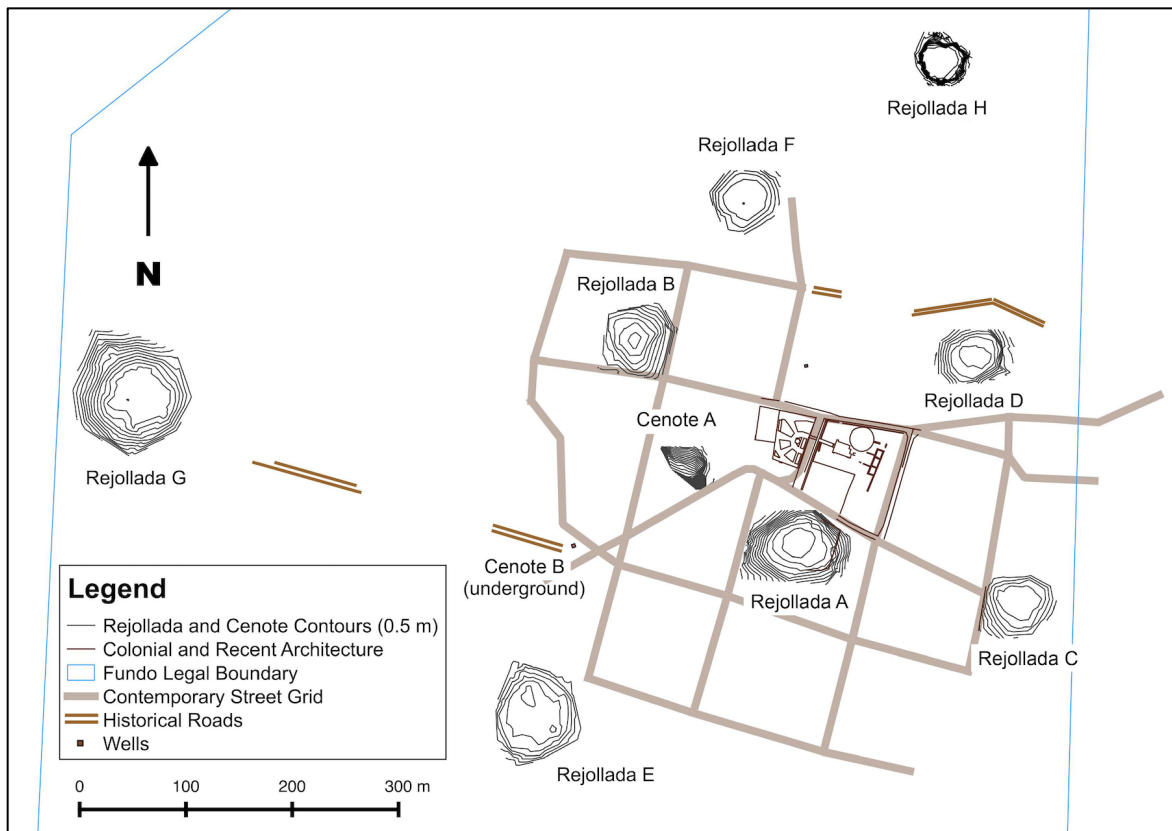 Rejollada H
Rejollada F
N
Rejollada B
Rejollada D
Cenote A
Rejollada G
Cenote B
(underground)
Rejollada A
Rejollada C
Rejollada E
Legend
Rejollada and Cenote Contours (0.5 m)
Colonial and Recent Architecture
Fundo Legal Boundary
Contemporary Street Grid
Historical Roads
Wells
0 100 200 300 m